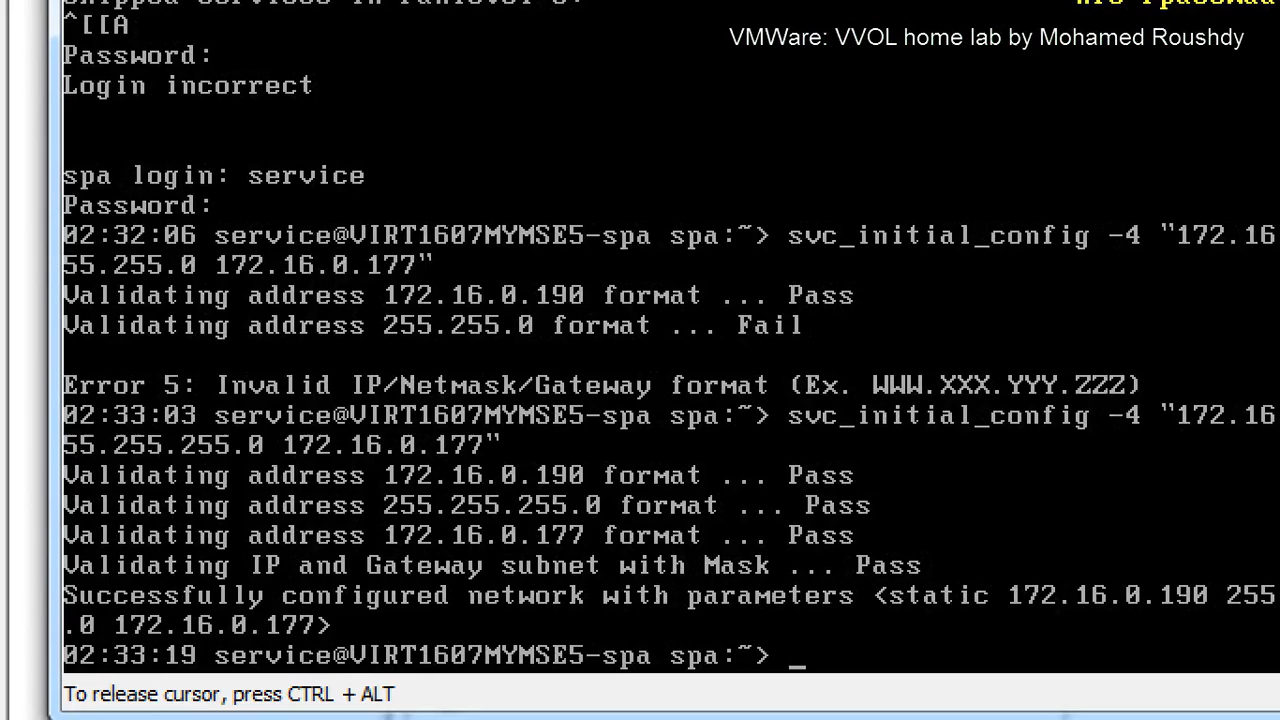 ^[[A
VMWare: VVOL home lab by Mohamed Roushdy
Password:
Login incorrect
spa login: service
Password:
02:32:06 service@VIRT1607MYMSE5-spa spa:~> svc_initial_config -4 "172.16
55.255.0 172.16.0.177"
Validating address 172.16.0.190 format ... Pass
Validating address 255.255.0 format ... Fail
Error 5: Invalid IP/Netmask/Gateway format (Ex. WWW.XXX.YYY.ZZZ)
02:33:03 service@VIRT1607MYMSE5-spa spa:~> svc_initial_config -4 "172.16
55.255.255.0 172.16.0.177"
Validating address 172.16.0.190 format ... Pass
Validating address 255.255.255.0 format ... Pass
Validating address 172.16.0.177 format ... Pass
Validating IP and Gateway subnet with Mask ... Pass
Successfully configured network with parameters <static 172.16.0.190 255
.0 172.16.0.177>
02:33:19 service@VIRT1607MYMSE5-spa spa:~> _
To release cursor, press CTRL + ALT